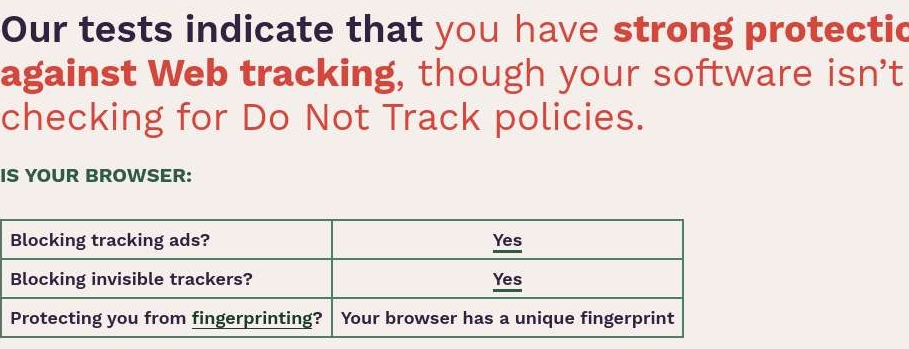 Our tests indicate that you have strong
against Web tracking, though your software isn’t
checking for Do Not Track policies.
IS YOUR BROWSER:
Blocking tracking ads? Yes
Blocking invisible trackers? Yes
Protecting you from fingerprinting? Your browser has a unique fingerprint